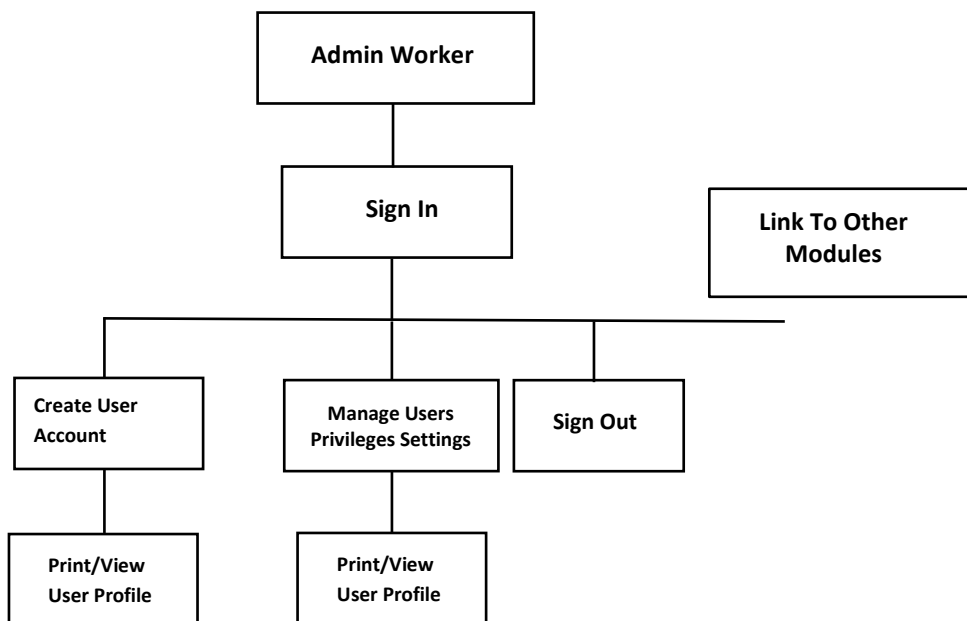 Admin Worker
Sign In
Link To Other
Modules
Create User
Account
Manage Users
Privileges Settings
Sign Out
Print/View
User Profile
Print/View
User Profile